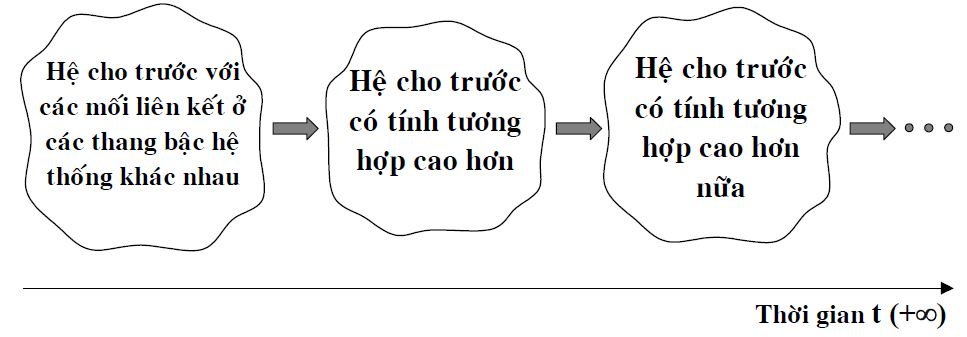 Hệ cho trước với
các mối liên kết ở
các thang bậc hệ
thống khác nhau
Hệ cho trước
có tính tương
hợp cao hơn
Hệ cho trước
có tính tương
hợp cao hơn
nữa
Thời gian t (+∞)